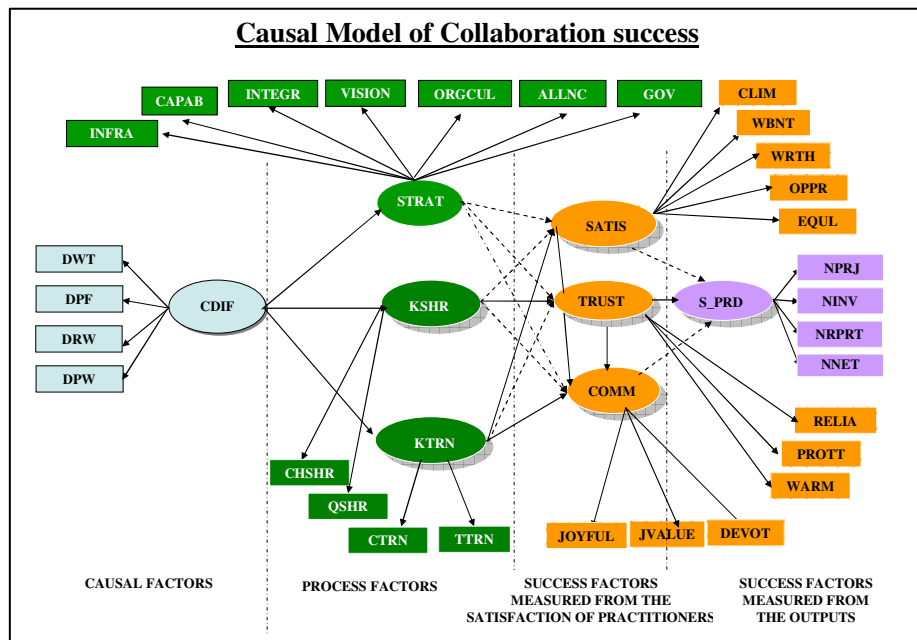 Causal Model of Collaboration success
CLIM
INTEGR
VISION
ORGCUL
ALLNC
GOV
CAPAB
WBNT
INFRA
WRTH
OPPR
STRAT
EQUL
SATIS
DWT
NPRJ
DPF
CDIF
KSHR
TRUST
S_PRD
NINV
DRW
NRPRT
DPW
NNET
COMM
RELIA
KTRN
PROTT
CHSHR
WARM
QSHR
CTRN
TTRN
JOYFUL
JVALUE
DEVOT
CAUSAL FACTORS
PROCESS FACTORS
SUCCESS FACTORS
MEASURED FROM THE
SATISFACTION OF PRACTITIONERS
SUCCESS FACTORS
MEASURED FROM
THE OUTPUTS